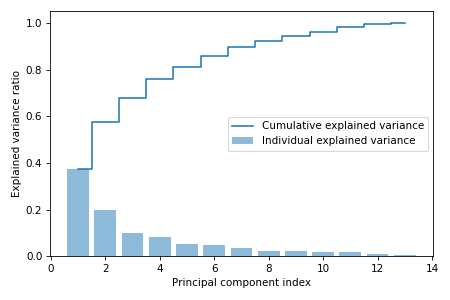 1.0
0.8
0.6
0.4
0.2
0.0
Explained variance ratio
Cumulative explained variance
Individual explained variance
0 2 4 6 8 10 12 14
Principal component index